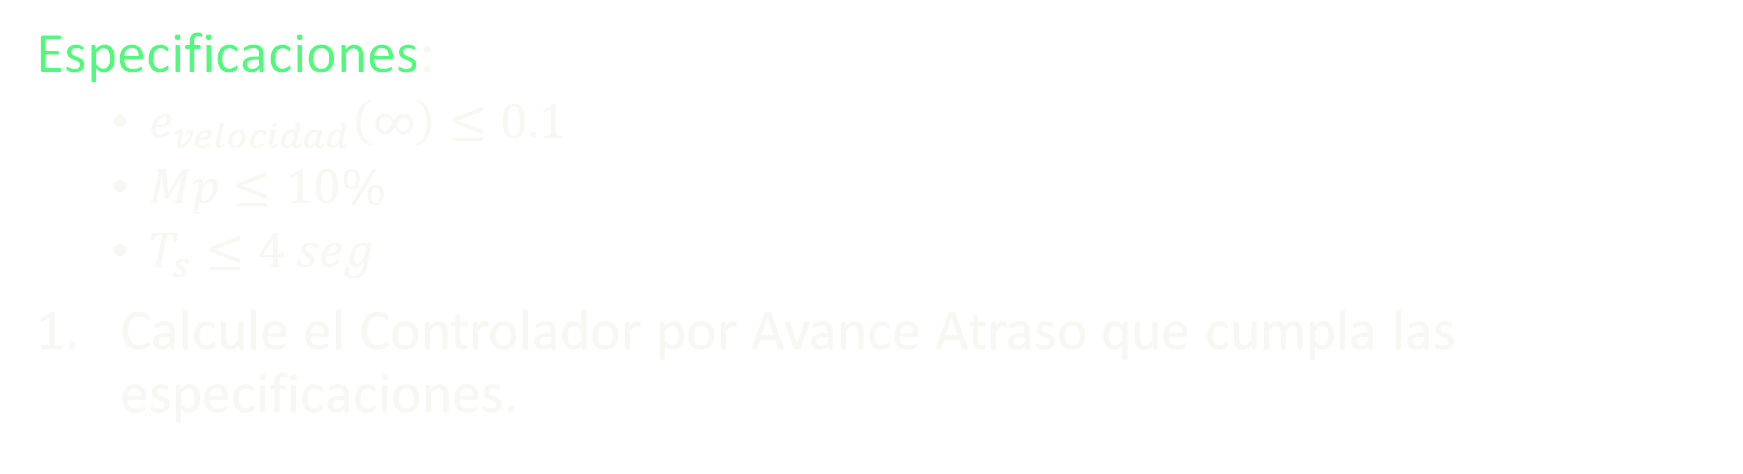 Especificaciones:
• e_velocidad(∞) ≤ 0.1
• Mp ≤ 10%
• T_s ≤ 4 seg
1. Calcule el Controlador por Avance Atraso que cumpla las
especificaciones.